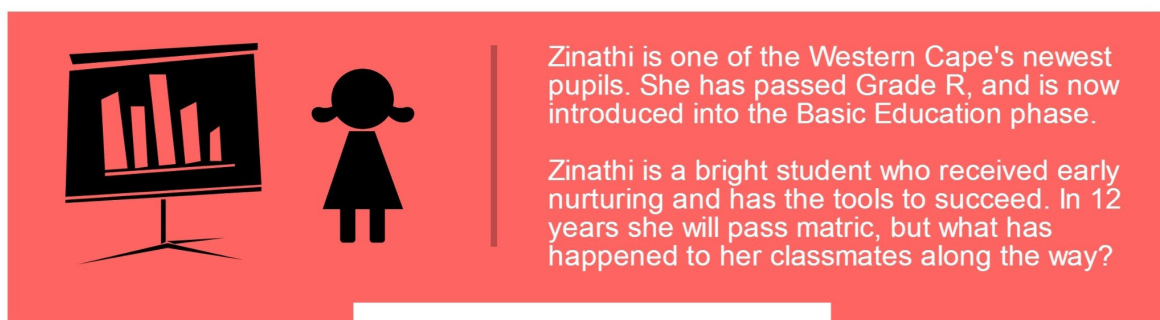 Zinathi is one of the Western Cape's newest
pupils. She has passed Grade R, and is now
introduced into the Basic Education phase.
Zinathi is a bright student who received early
nurturing and has the tools to succeed. In 12
years she will pass matric, but what has
happened to her classmates along the way?